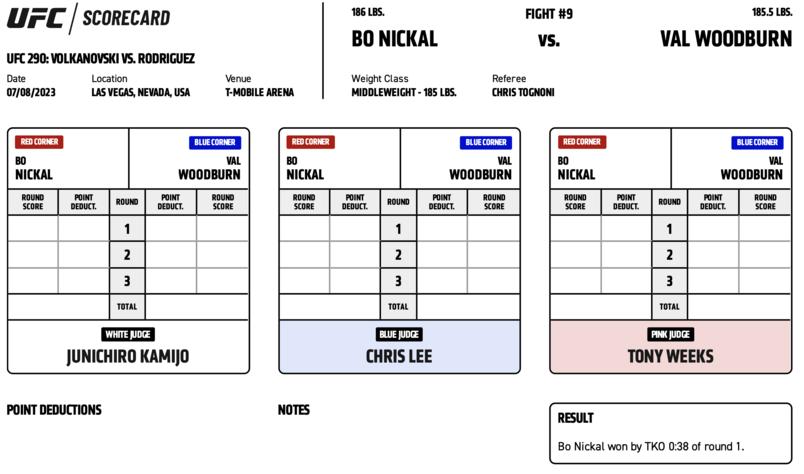 UFC SCORECARD
UFC 290: VOLKANOVSKI VS. RODRIGUEZ
Date Location Venue
07/08/2023 LAS VEGAS, NEVADA, USA T-MOBILE ARENA
186 LBS. FIGHT #9 185.5 LBS.
BO NICKAL VS. VAL WOODBURN
Weight Class Referee
MIDDLEWEIGHT - 185 LBS. CHRIS TOGNONI
RED CORNER BLUE CORNER
BO VAL
NICKAL WOODBURN
ROUND POINT ROUND POINT ROUND
SCORE DEDUCT. DEDUCT. SCORE
1
2
3
TOTAL
WHITE JUDGE
JUNICHIRO KAMIJO
RED CORNER BLUE CORNER
BO VAL
NICKAL WOODBURN
ROUND POINT ROUND POINT ROUND
SCORE DEDUCT. DEDUCT. SCORE
1
2
3
TOTAL
BLUE JUDGE
CHRIS LEE
RED CORNER BLUE CORNER
BO VAL
NICKAL WOODBURN
ROUND POINT ROUND POINT ROUND
SCORE DEDUCT. DEDUCT. SCORE
1
2
3
TOTAL
PINK JUDGE
TONY WEEKS
POINT DEDUCTIONS
NOTES
RESULT
Bo Nickal won by TKO 0:38 of round 1.